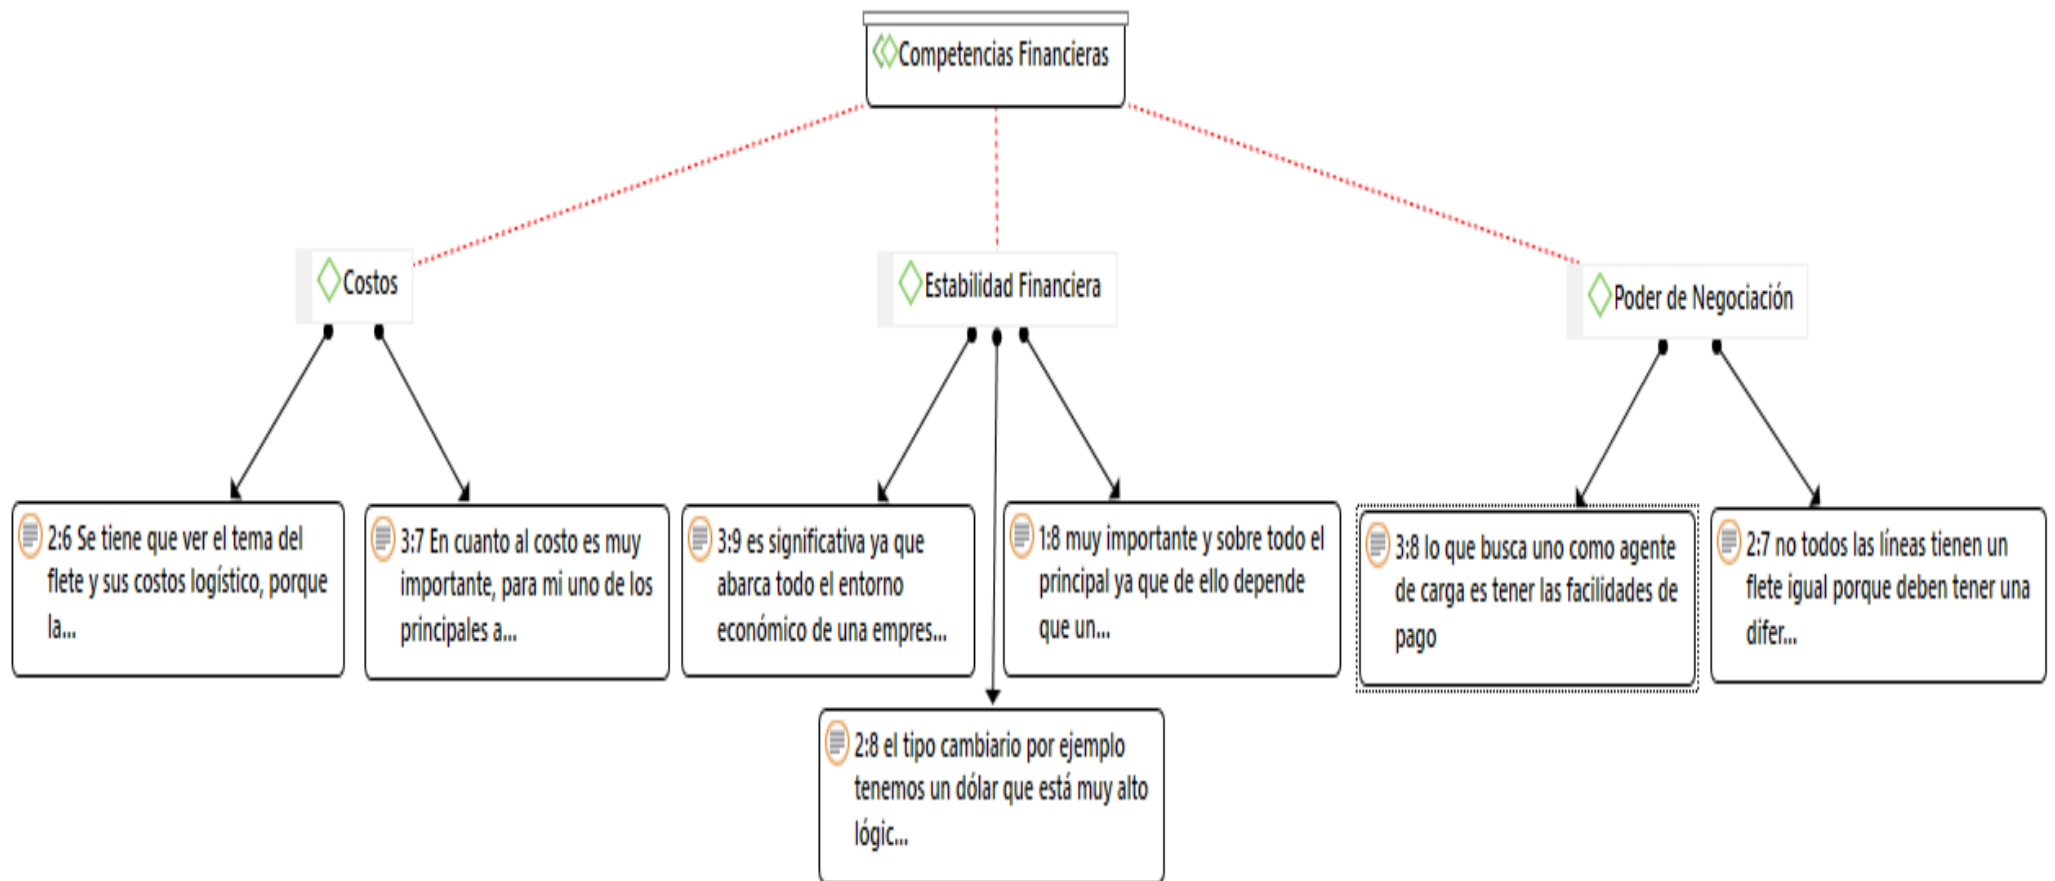 Competencias Financieras
Costos
Estabilidad Financiera
Poder de Negociación
2:6 Se tiene que ver el tema del
flete y sus costos logístico, porque
la...
3:7 En cuanto al costo es muy
importante, para mi uno de los
principales a...
3:9 es significativa ya que
abarca todo el entorno
económico de una empres...
1:8 muy importante y sobre todo el
principal ya que de ello depende
que un...
3:8 lo que busca uno como agente
de carga es tener las facilidades de
pago
2:7 no todos las líneas tienen un
flete igual porque deben tener una
difer...
2:8 el tipo cambiario por ejemplo
tenemos un dólar que está muy alto
lógic...